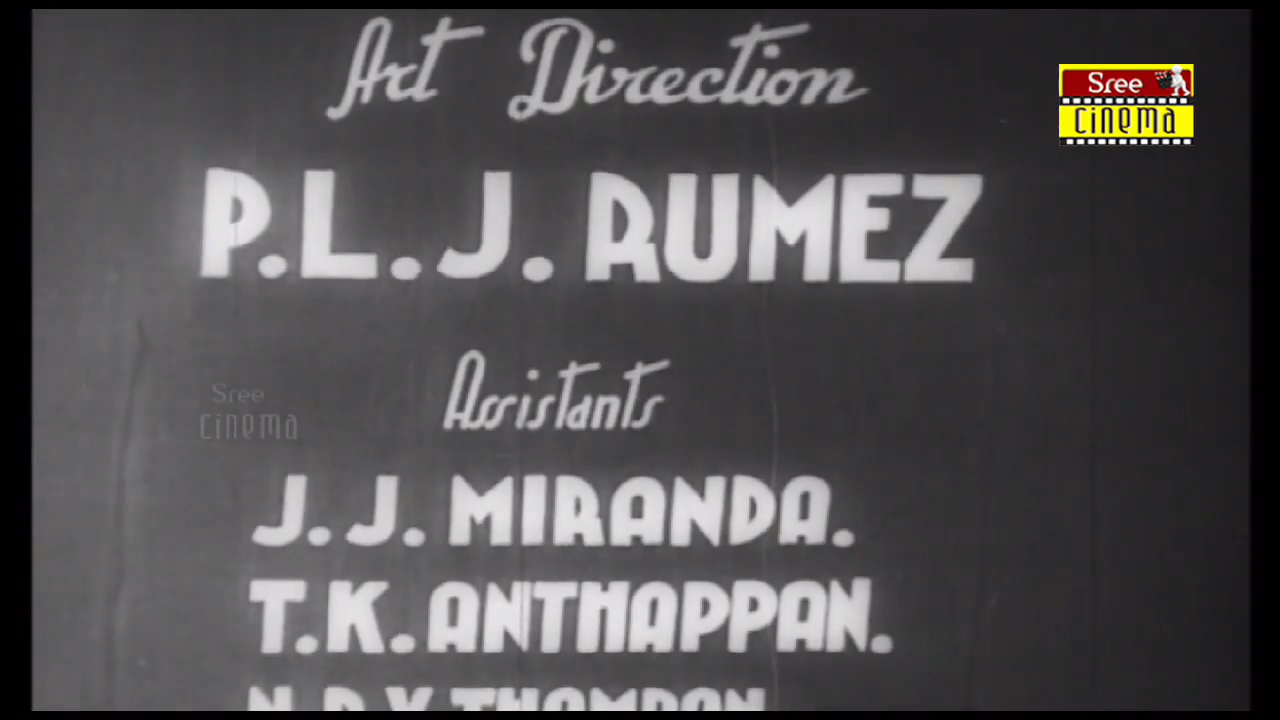 Art Direction
Sree
cinema
P.L.J. RUMEZ
Assistants
Sree
cinema
J. J. MIRANDA.
T.K. ANTHAPPAN.